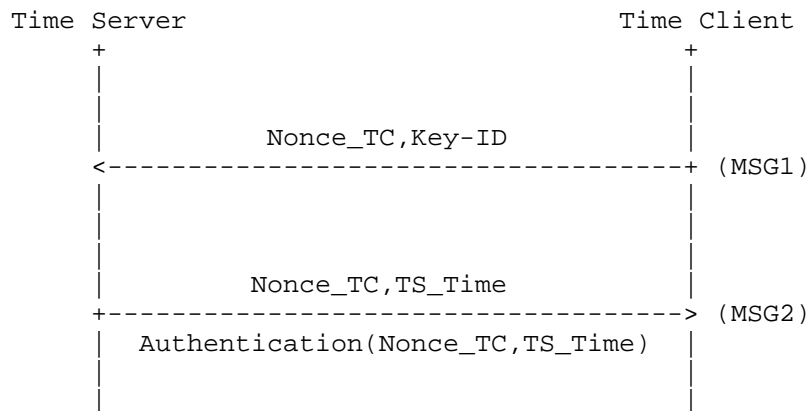 Time Server Time Client
Nonce_TC,Key-ID
(MSG1)
Nonce_TC,TS_Time
(MSG2)
Authentication(Nonce_TC,TS_Time)